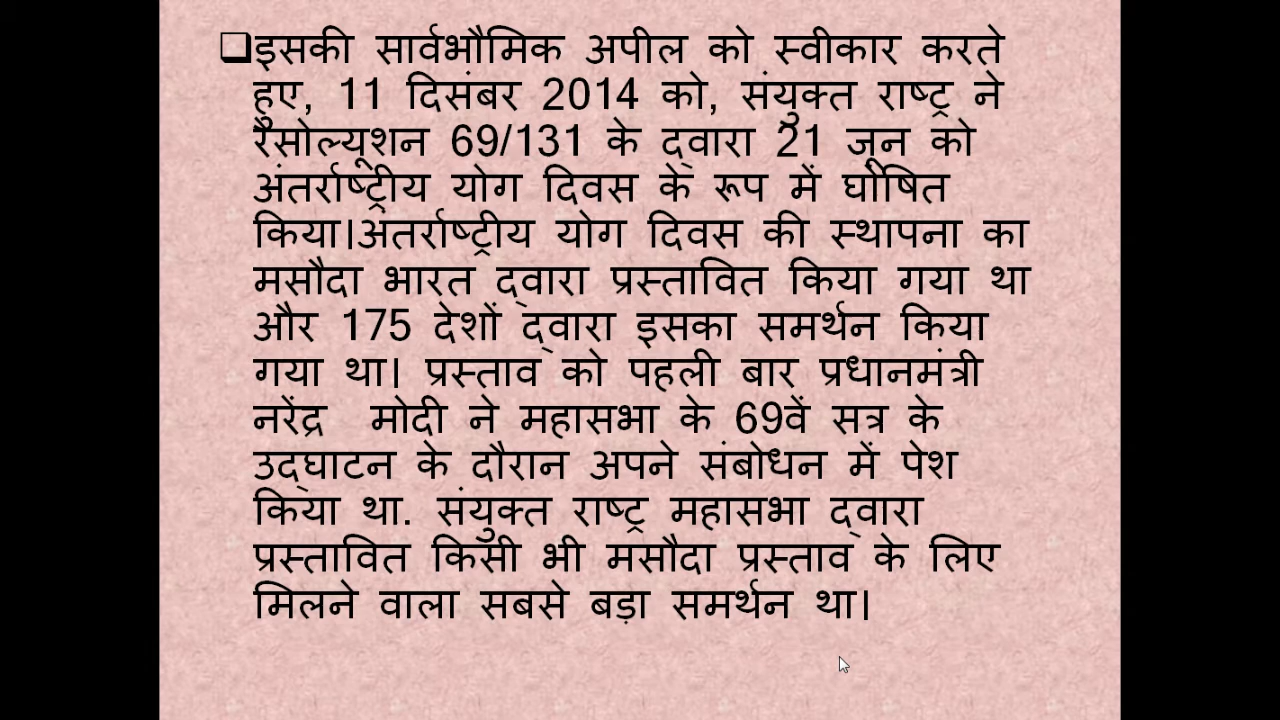 ❑इसकी सार्वभौमिक अपील को स्वीकार करते
हुए, 11 दिसंबर 2014 को, संयुक्त राष्ट्र ने
रैसोल्यूशन 69/131 के द्वारा 21 जून को
अंतर्राष्ट्रीय योग दिवस के रूप में घोषित
किया।अंतर्राष्ट्रीय योग दिवस की स्थापना का
मसौदा भारत द्वारा प्रस्तावित किया गया था
और 175 देशों द्वारा इसका समर्थन किया
गया था। प्रस्ताव को पहली बार प्रधानमंत्री
नरेंद्र मोदी ने महासभा के 69वें सत्र के
उद्घाटन के दौरान अपने संबोधन में पेश
किया था. संयुक्त राष्ट्र महासभा द्वारा
प्रस्तावित किसी भी मसौदा प्रस्ताव के लिए
मिलने वाला सबसे बड़ा समर्थन था।